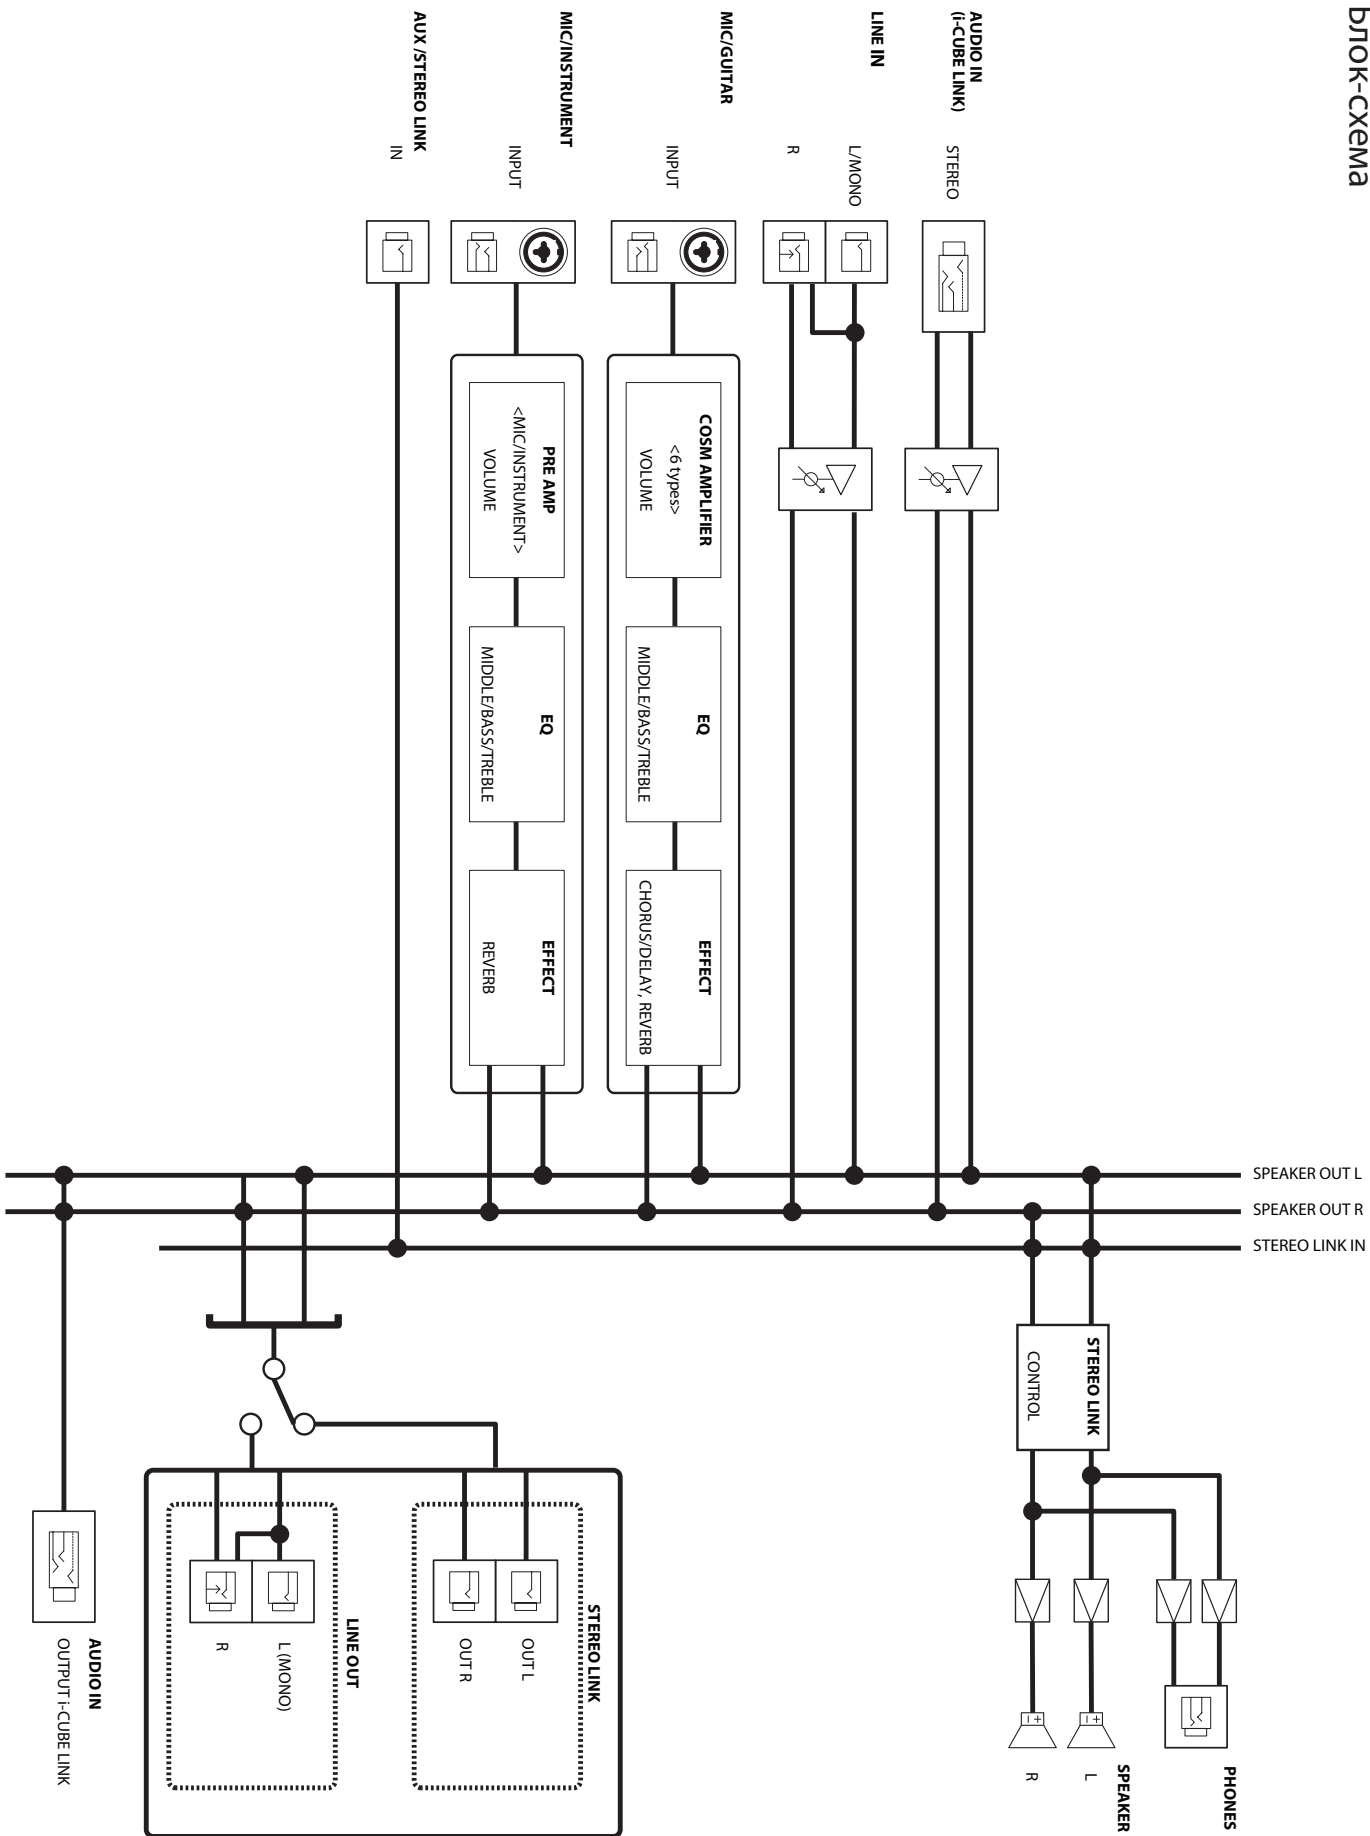 Блок-схема
AUDIO IN
(i-CUBE LINK)
STEREO
LINE IN
L/MONO
R
MIC/GUITAR
INPUT
COSM AMPLIFIER
<6 types>
VOLUME
EQ
MIDDLE/BASS/TREBLE
EFFECT
CHORUS/DELAY, REVERB
MIC/INSTRUMENT
INPUT
PRE AMP
<MIC/INSTRUMENT>
VOLUME
EQ
MIDDLE/BASS/TREBLE
EFFECT
REVERB
AUX /STEREO LINK
IN
SPEAKER OUT L
SPEAKER OUT R
STEREO LINK IN
STEREO LINK
CONTROL
PHONES
SPEAKER
L
R
STEREO LINK
OUT L
OUT R
LINE OUT
L (MONO)
R
AUDIO IN
OUTPUT i-CUBE LINK